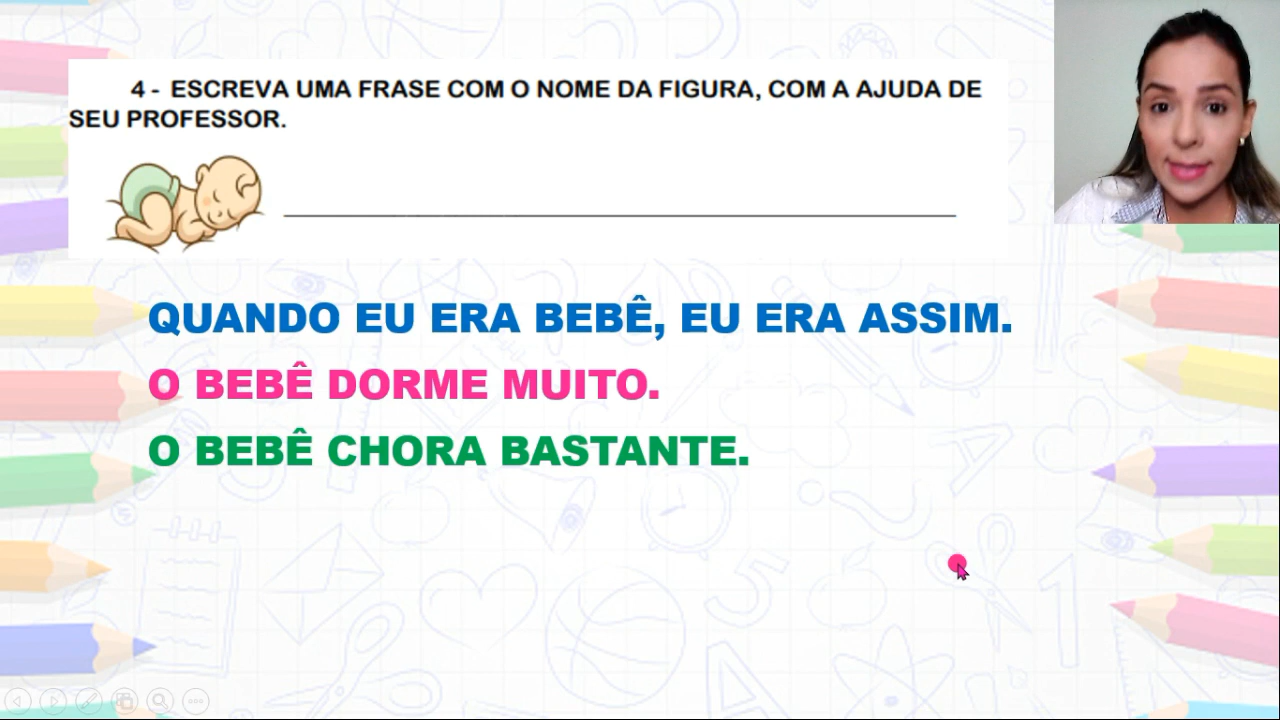 4 - ESCREVA UMA FRASE COM O NOME DA FIGURA, COM A AJUDA DE
SEU PROFESSOR.
QUANDO EU ERA BEBÊ, EU ERA ASSIM.
O BEBÊ DORME MUITO.
O BEBÊ CHORA BASTANTE.